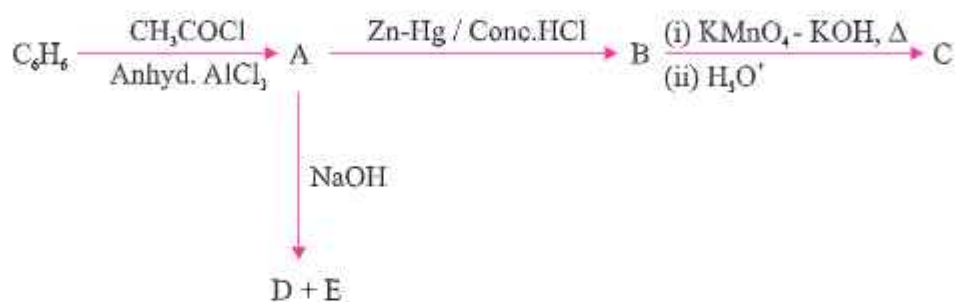 CH₃COCl
Zn-Hg / Conc.HCl
(i) KMnO₄ - KOH, Δ
C₆H₆
A
B
C
Anhyd. AlCl₃
(ii) H₃O⁺
NaOH
D + E